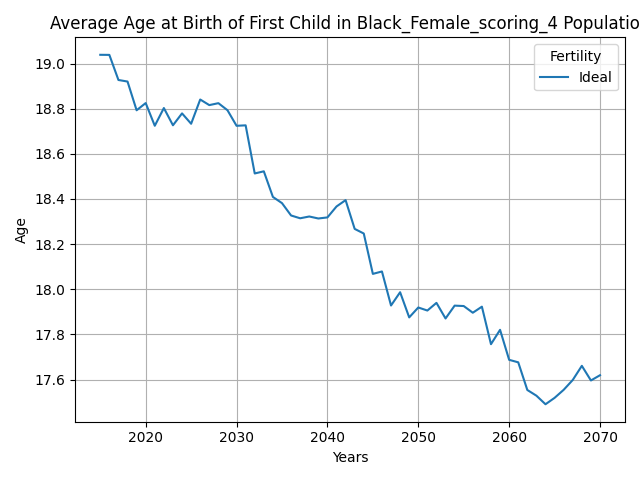 Average Age at Birth of First Child in Black_Female_scoring_4 Populatio
Fertility
Ideal
19.0
18.8
18.6
18.4
18.2
18.0
17.8
17.6
Age
2020 2030 2040 2050 2060 2070
Years